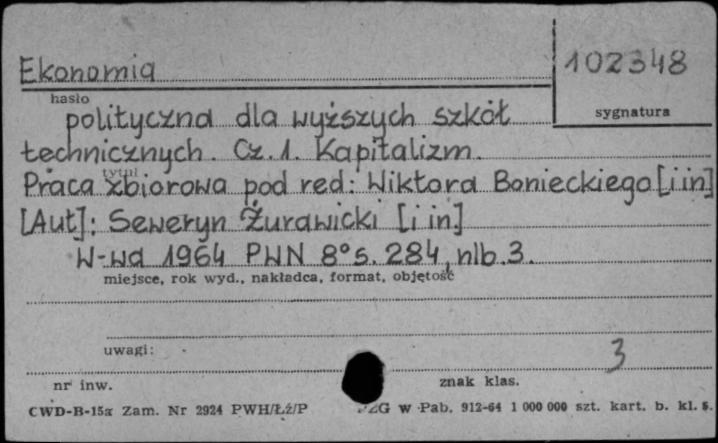 Ekonomia
102348
hasło
sygnatura
polityczna dla wyższych szkół
technicznych. Cz. 1. Kapitalizm.
tytuł
Praca zbiorowa pod red: Wiktora Bonieckiego [i in]
[Aut]: Seweryn Żurawicki [i in]
W-wa 1964 PWN 8° s. 284, nlb. 3.
miejsce, rok wyd., nakładca, format, objętość
uwagi:
3
nr inw.
znak klas.
CWD-B-15a Zam. Nr 2924 PWH/Łź/P
PZG w Pab. 912-64 1 000 000 szt. kart. b. kl. 5.